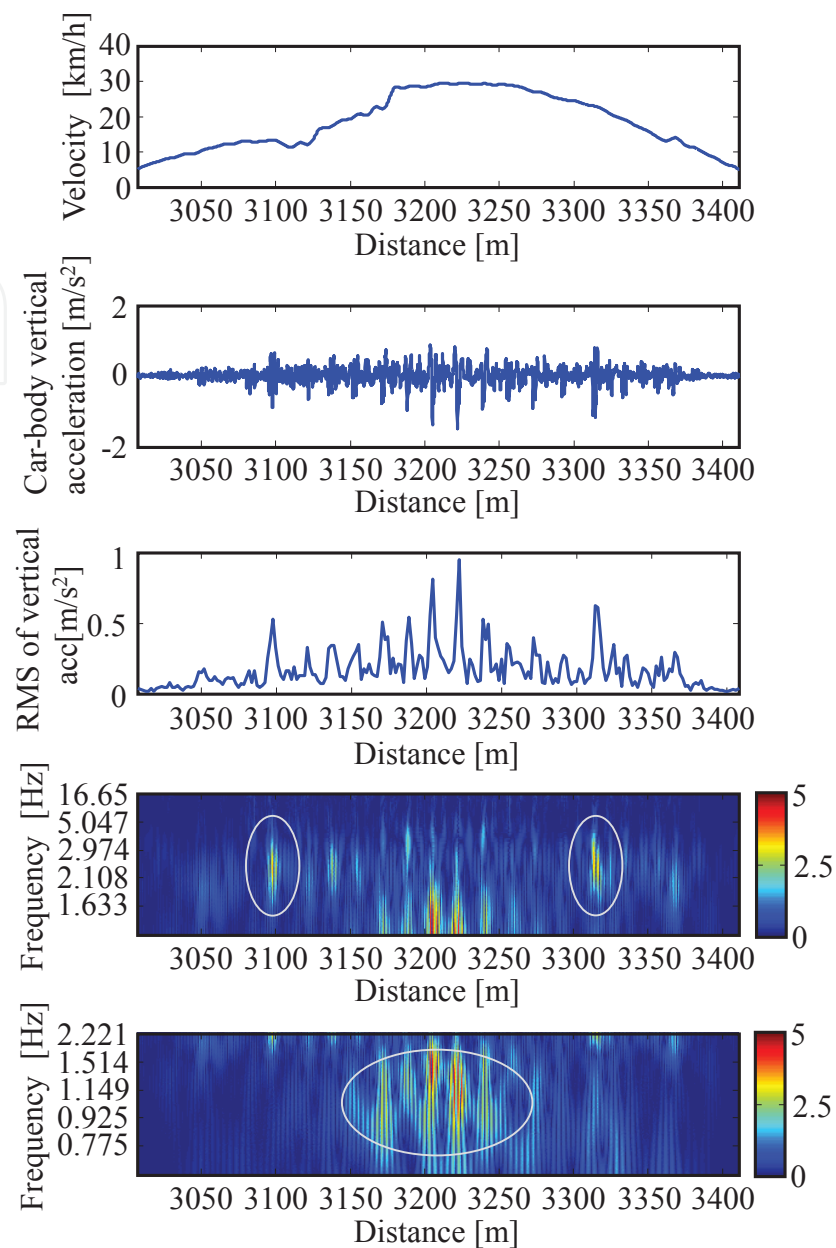 Velocity [km/h]
40
30
20
10
0
3050 3100 3150 3200 3250 3300 3350 3400
Distance [m]
Car-body vertical
acceleration [m/s²]
2
0
-2
3050 3100 3150 3200 3250 3300 3350 3400
Distance [m]
RMS of vertical
acc[m/s²]
1
0.5
0
3050 3100 3150 3200 3250 3300 3350 3400
Distance [m]
Frequency [Hz]
16.65
5.047
2.974
2.108
1.633
5
2.5
0
3050 3100 3150 3200 3250 3300 3350 3400
Distance [m]
Frequency [Hz]
2.221
1.514
1.149
0.925
0.775
5
2.5
0
3050 3100 3150 3200 3250 3300 3350 3400
Distance [m]